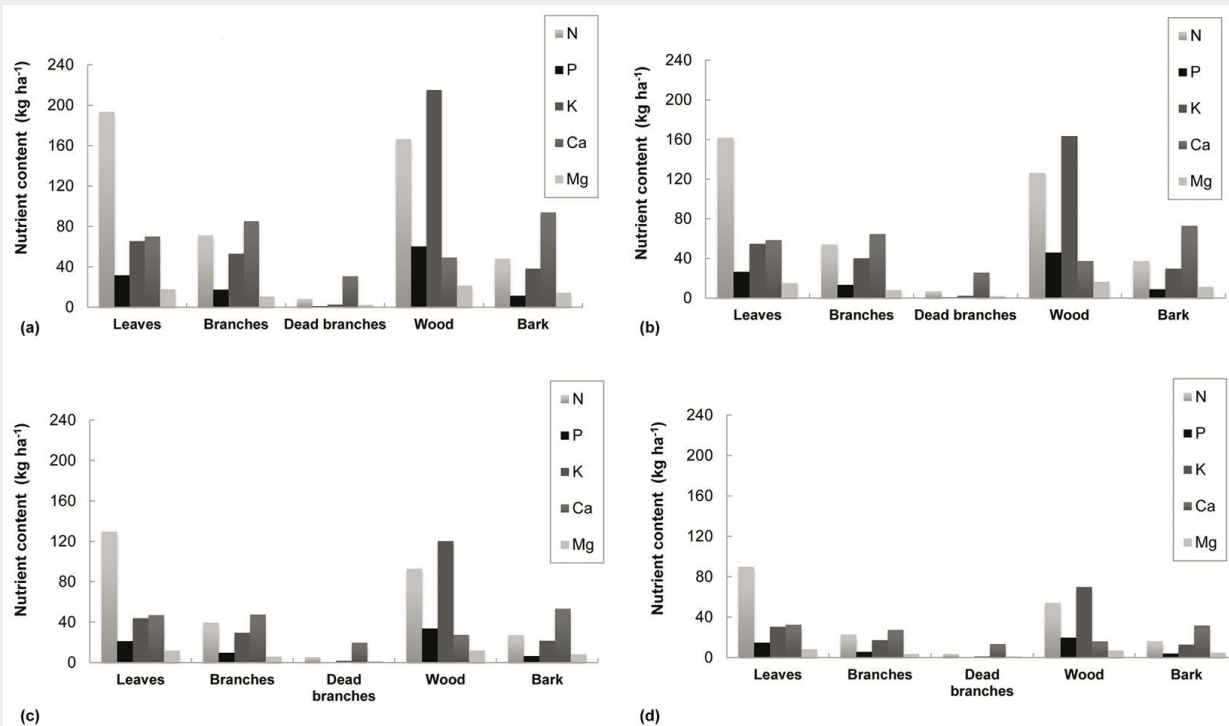 N
P
K
Ca
Mg
Nutrient content (kg ha⁻¹)
240
200
160
120
80
40
0
Leaves Branches Dead branches Wood Bark
(a)
N
P
K
Ca
Mg
Nutrient content (kg ha⁻¹)
240
200
160
120
80
40
0
Leaves Branches Dead branches Wood Bark
(b)
N
P
K
Ca
Mg
Nutrient content (kg ha⁻¹)
240
200
160
120
80
40
0
Leaves Branches Dead branches Wood Bark
(c)
N
P
K
Ca
Mg
Nutrient content (kg ha⁻¹)
240
200
160
120
80
40
0
Leaves Branches Dead branches Wood Bark
(d)